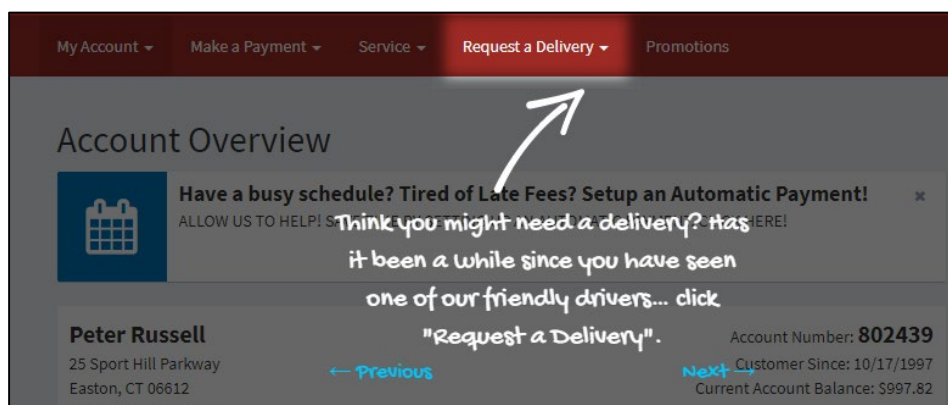 My Account Make a Payment Service Request a Delivery Promotions
Account Overview
Have a busy schedule? Tired of Late Fees? Setup an Automatic Payment! ×
ALLOW US TO HELP! HERE!
Think you might need a delivery? Has
it been a while since you have seen
one of our friendly drivers... click
"Request a Delivery".
← Previous Next →
Peter Russell
25 Sport Hill Parkway
Easton, CT 06612
Account Number: 802439
Customer Since: 10/17/1997
Current Account Balance: $997.82